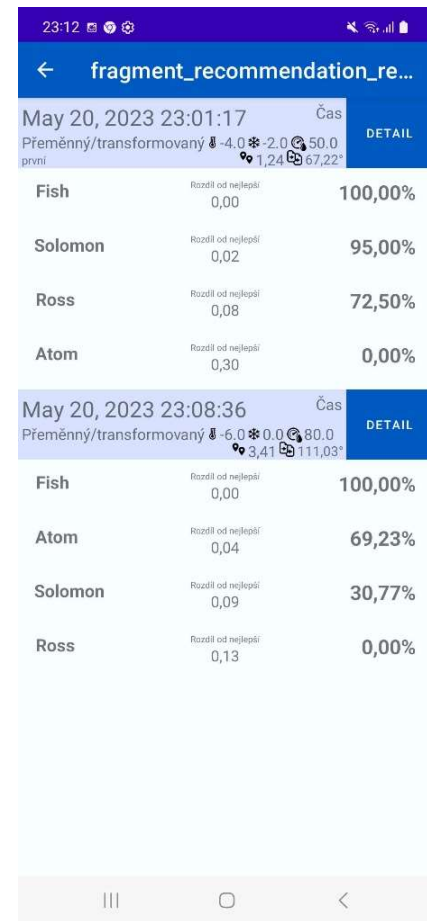 23:12
fragment_recommendation_re...
May 20, 2023 23:01:17 Čas
Přeměnný/transformovaný -4.0 -2.0 50.0
první 1,24 67,22°
DETAIL
Fish Rozdíl od nejlepší 0,00 100,00%
Solomon Rozdíl od nejlepší 0,02 95,00%
Ross Rozdíl od nejlepší 0,08 72,50%
Atom Rozdíl od nejlepší 0,30 0,00%
May 20, 2023 23:08:36 Čas
Přeměnný/transformovaný -6.0 0.0 80.0
3,41 111,03°
DETAIL
Fish Rozdíl od nejlepší 0,00 100,00%
Atom Rozdíl od nejlepší 0,04 69,23%
Solomon Rozdíl od nejlepší 0,09 30,77%
Ross Rozdíl od nejlepší 0,13 0,00%